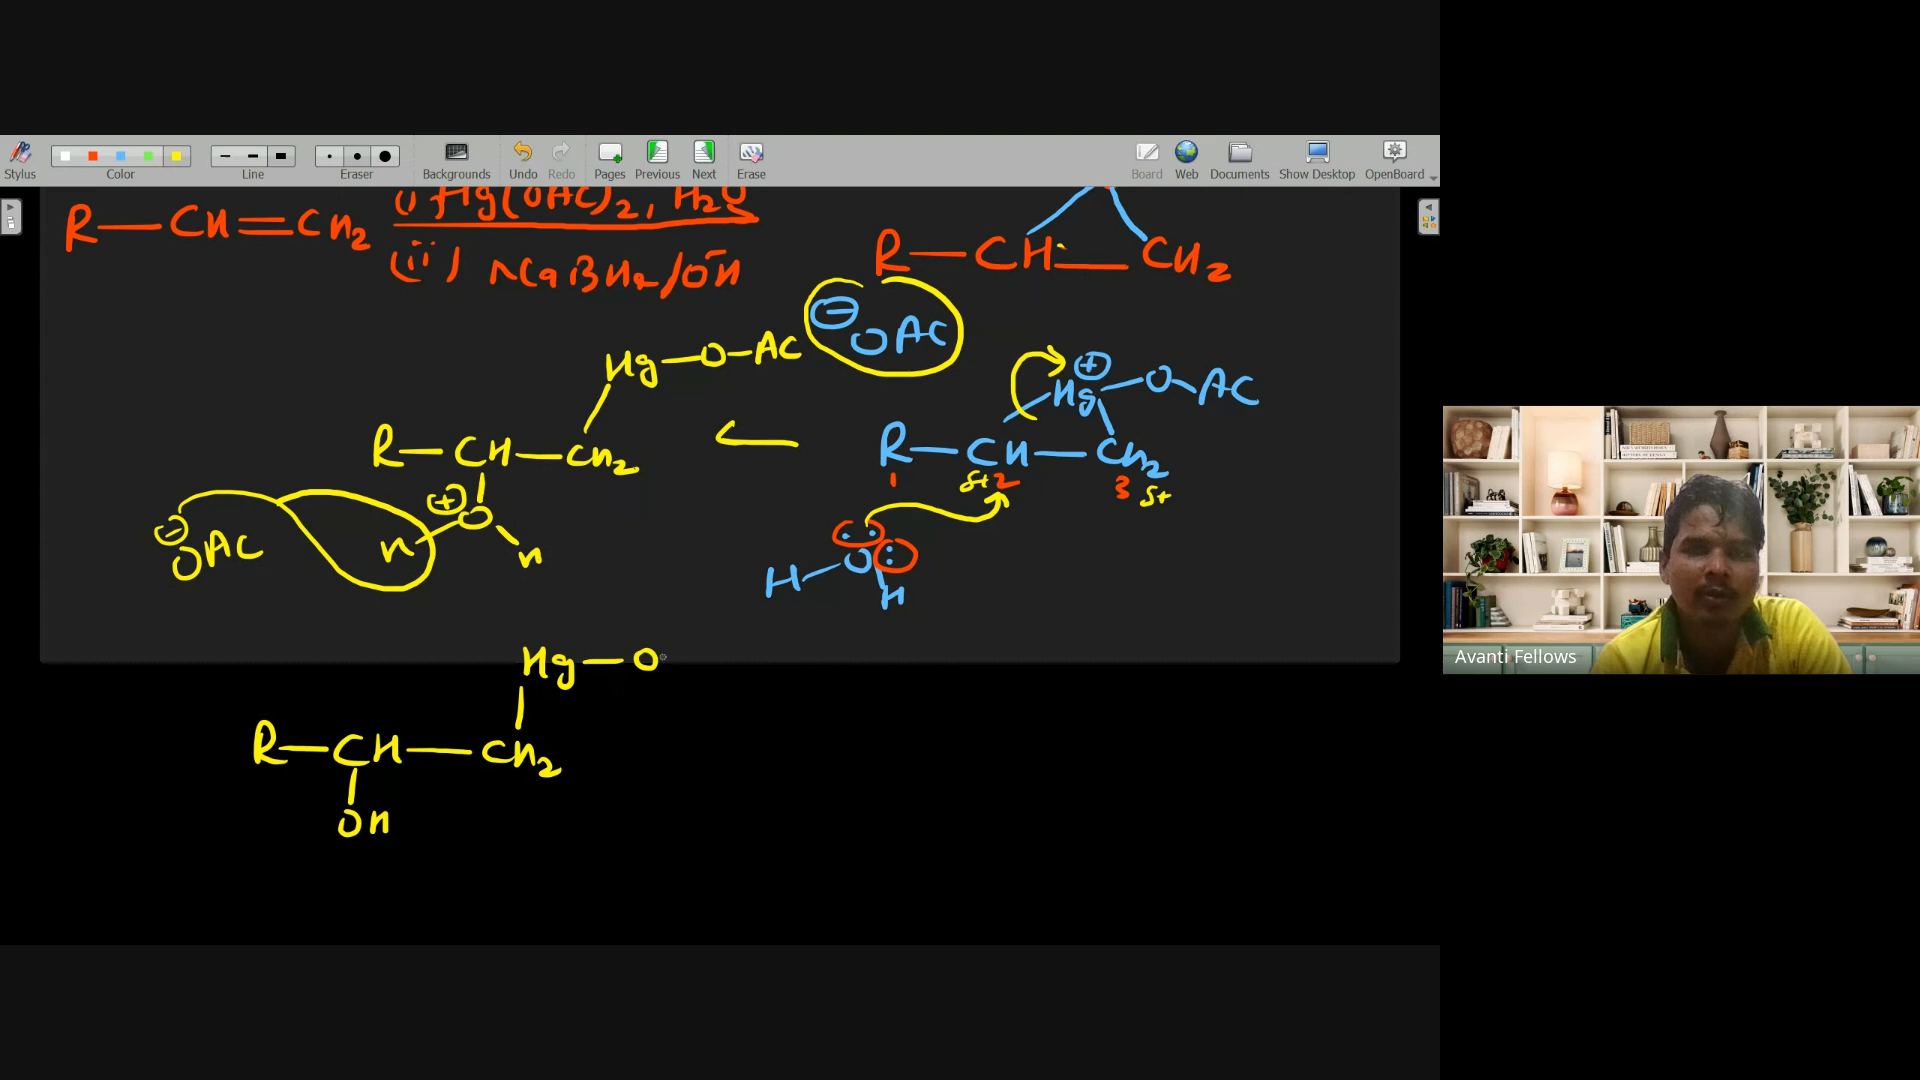 Stylus Color Line Eraser Backgrounds Undo Redo Pages Previous Next Erase Board Web Documents Show Desktop OpenBoard
R—CH=CH2 (i) Hg(OAC)2, H2O
(ii) NaBH4/OH-
R—CH—CH2
⊖OAC
Hg—O—AC
R—CH—CH2
⊕O
H H
⊖OAC
⊕
Hg—O—AC
R—CH—CH2
1 δ+ 2 3 δ+
H—O:
H
Hg—O
R—CH—CH2
OH
Avanti Fellows